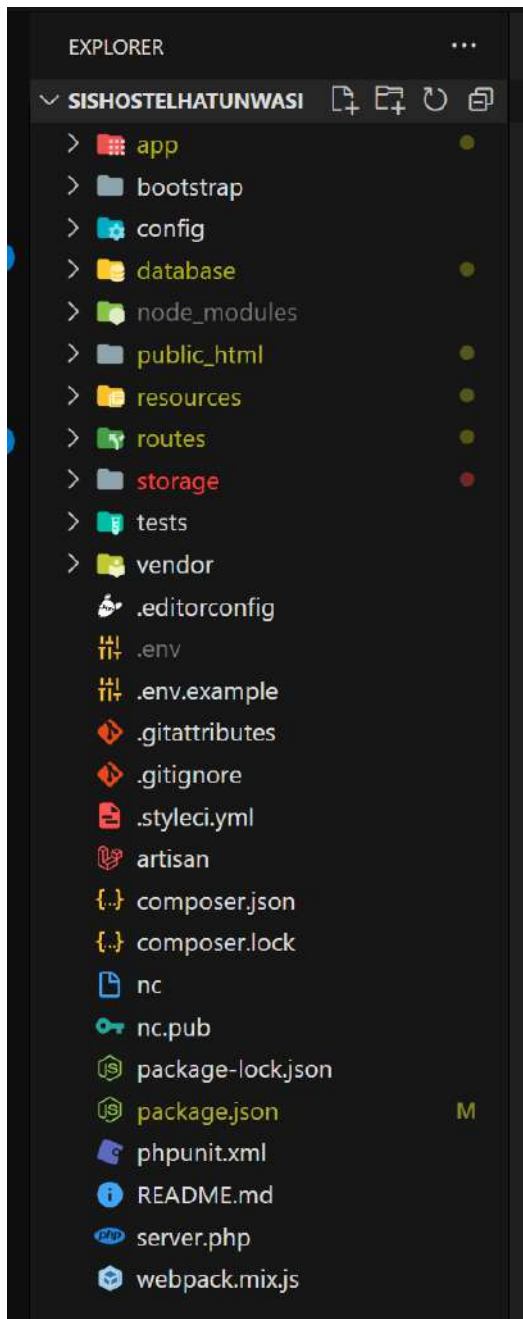 EXPLORER
SISHOSTELHATUNWASI
app
bootstrap
config
database
node_modules
public_html
resources
routes
storage
tests
vendor
.editorconfig
.env
.env.example
.gitattributes
.gitignore
.styleci.yml
artisan
composer.json
composer.lock
nc
nc.pub
package-lock.json
package.json M
phpunit.xml
README.md
server.php
webpack.mix.js